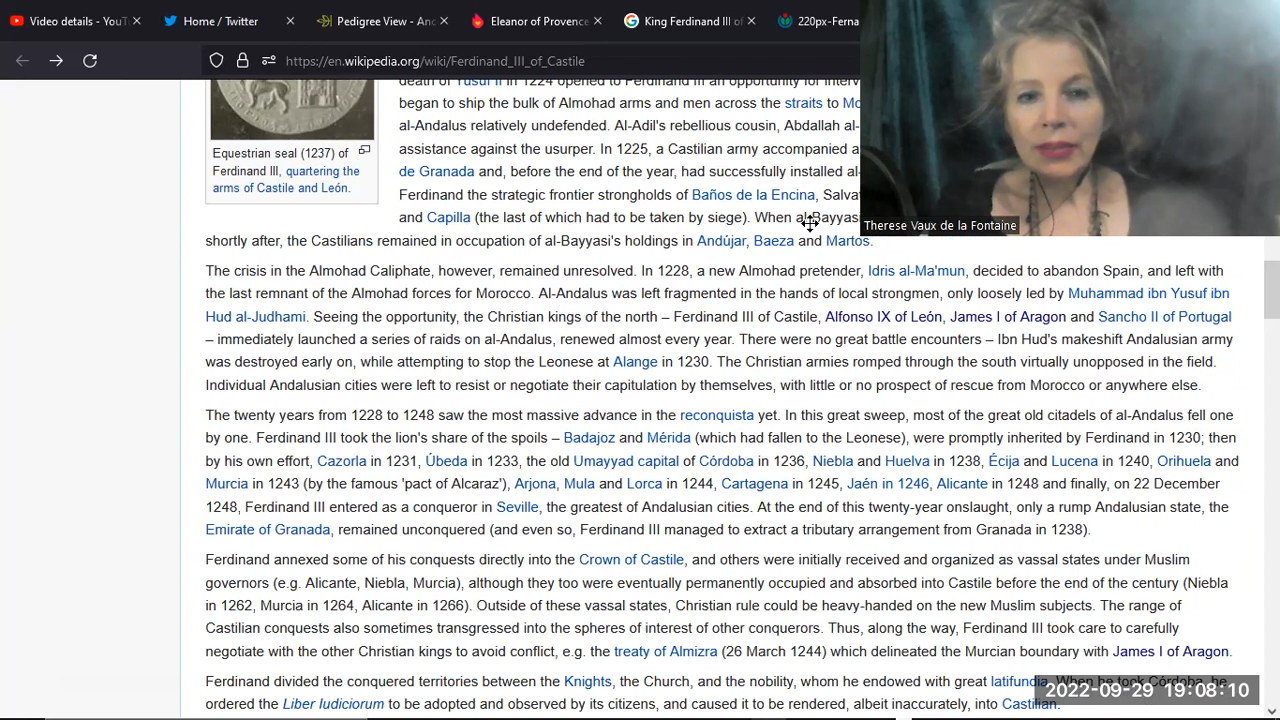 Video details - YouT
Home / Twitter
Pedigree View - Anc
Eleanor of Provence
King Ferdinand III of
220px-Ferna
https://en.wikipedia.org/wiki/Ferdinand_III_of_Castile
death of Yusuf II in 1224 opened to Ferdinand III an opportunity for interv
began to ship the bulk of Almohad arms and men across the straits to Mo
al-Andalus relatively undefended. Al-Adil's rebellious cousin, Abdallah al-
assistance against the usurper. In 1225, a Castilian army accompanied a
de Granada and, before the end of the year, had successfully installed al-
Ferdinand the strategic frontier strongholds of Baños de la Encina, Salva
and Capilla (the last of which had to be taken by siege). When al-Bayyas
shortly after, the Castilians remained in occupation of al-Bayyasi's holdings in Andújar, Baeza and Martos.
Equestrian seal (1237) of
Ferdinand III, quartering the
arms of Castile and León.
Therese Vaux de la Fontaine
The crisis in the Almohad Caliphate, however, remained unresolved. In 1228, a new Almohad pretender, Idris al-Ma'mun, decided to abandon Spain, and left with
the last remnant of the Almohad forces for Morocco. Al-Andalus was left fragmented in the hands of local strongmen, only loosely led by Muhammad ibn Yusuf ibn
Hud al-Judhami. Seeing the opportunity, the Christian kings of the north – Ferdinand III of Castile, Alfonso IX of León, James I of Aragon and Sancho II of Portugal
– immediately launched a series of raids on al-Andalus, renewed almost every year. There were no great battle encounters – Ibn Hud's makeshift Andalusian army
was destroyed early on, while attempting to stop the Leonese at Alange in 1230. The Christian armies romped through the south virtually unopposed in the field.
Individual Andalusian cities were left to resist or negotiate their capitulation by themselves, with little or no prospect of rescue from Morocco or anywhere else.
The twenty years from 1228 to 1248 saw the most massive advance in the reconquista yet. In this great sweep, most of the great old citadels of al-Andalus fell one
by one. Ferdinand III took the lion's share of the spoils – Badajoz and Mérida (which had fallen to the Leonese), were promptly inherited by Ferdinand in 1230; then
by his own effort, Cazorla in 1231, Úbeda in 1233, the old Umayyad capital of Córdoba in 1236, Niebla and Huelva in 1238, Écija and Lucena in 1240, Orihuela and
Murcia in 1243 (by the famous 'pact of Alcaraz'), Arjona, Mula and Lorca in 1244, Cartagena in 1245, Jaén in 1246, Alicante in 1248 and finally, on 22 December
1248, Ferdinand III entered as a conqueror in Seville, the greatest of Andalusian cities. At the end of this twenty-year onslaught, only a rump Andalusian state, the
Emirate of Granada, remained unconquered (and even so, Ferdinand III managed to extract a tributary arrangement from Granada in 1238).
Ferdinand annexed some of his conquests directly into the Crown of Castile, and others were initially received and organized as vassal states under Muslim
governors (e.g. Alicante, Niebla, Murcia), although they too were eventually permanently occupied and absorbed into Castile before the end of the century (Niebla
in 1262, Murcia in 1264, Alicante in 1266). Outside of these vassal states, Christian rule could be heavy-handed on the new Muslim subjects. The range of
Castilian conquests also sometimes transgressed into the spheres of interest of other conquerors. Thus, along the way, Ferdinand III took care to carefully
negotiate with the other Christian kings to avoid conflict, e.g. the treaty of Almizra (26 March 1244) which delineated the Murcian boundary with James I of Aragon.
Ferdinand divided the conquered territories between the Knights, the Church, and the nobility, whom he endowed with great latifundia. When he took Córdoba, he
ordered the Liber Iudiciorum to be adopted and observed by its citizens, and caused it to be rendered, albeit inaccurately, into Castilian.
2022-09-29 19:08:10